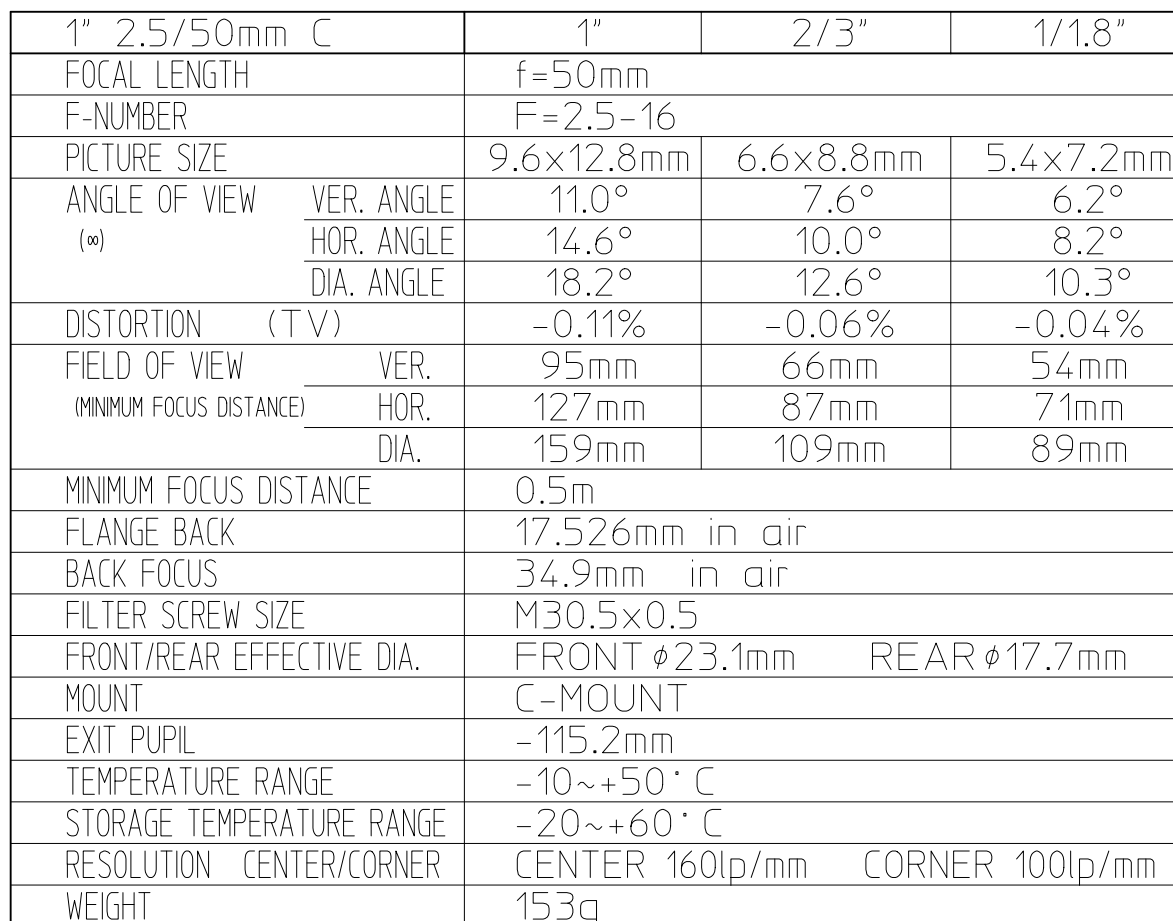 1" 2.5/50mm C 1" 2/3" 1/1.8"
FOCAL LENGTH f=50mm
F-NUMBER F=2.5-16
PICTURE SIZE 9.6x12.8mm 6.6x8.8mm 5.4x7.2mm
ANGLE OF VIEW VER. ANGLE 11.0° 7.6° 6.2°
(∞) HOR. ANGLE 14.6° 10.0° 8.2°
DIA. ANGLE 18.2° 12.6° 10.3°
DISTORTION (TV) -0.11% -0.06% -0.04%
FIELD OF VIEW VER. 95mm 66mm 54mm
(MINIMUM FOCUS DISTANCE) HOR. 127mm 87mm 71mm
DIA. 159mm 109mm 89mm
MINIMUM FOCUS DISTANCE 0.5m
FLANGE BACK 17.526mm in air
BACK FOCUS 34.9mm in air
FILTER SCREW SIZE M30.5x0.5
FRONT/REAR EFFECTIVE DIA. FRONT ø23.1mm REAR ø17.7mm
MOUNT C-MOUNT
EXIT PUPIL -115.2mm
TEMPERATURE RANGE -10~+50°C
STORAGE TEMPERATURE RANGE -20~+60°C
RESOLUTION CENTER/CORNER CENTER 160lp/mm CORNER 100lp/mm
WEIGHT 153g